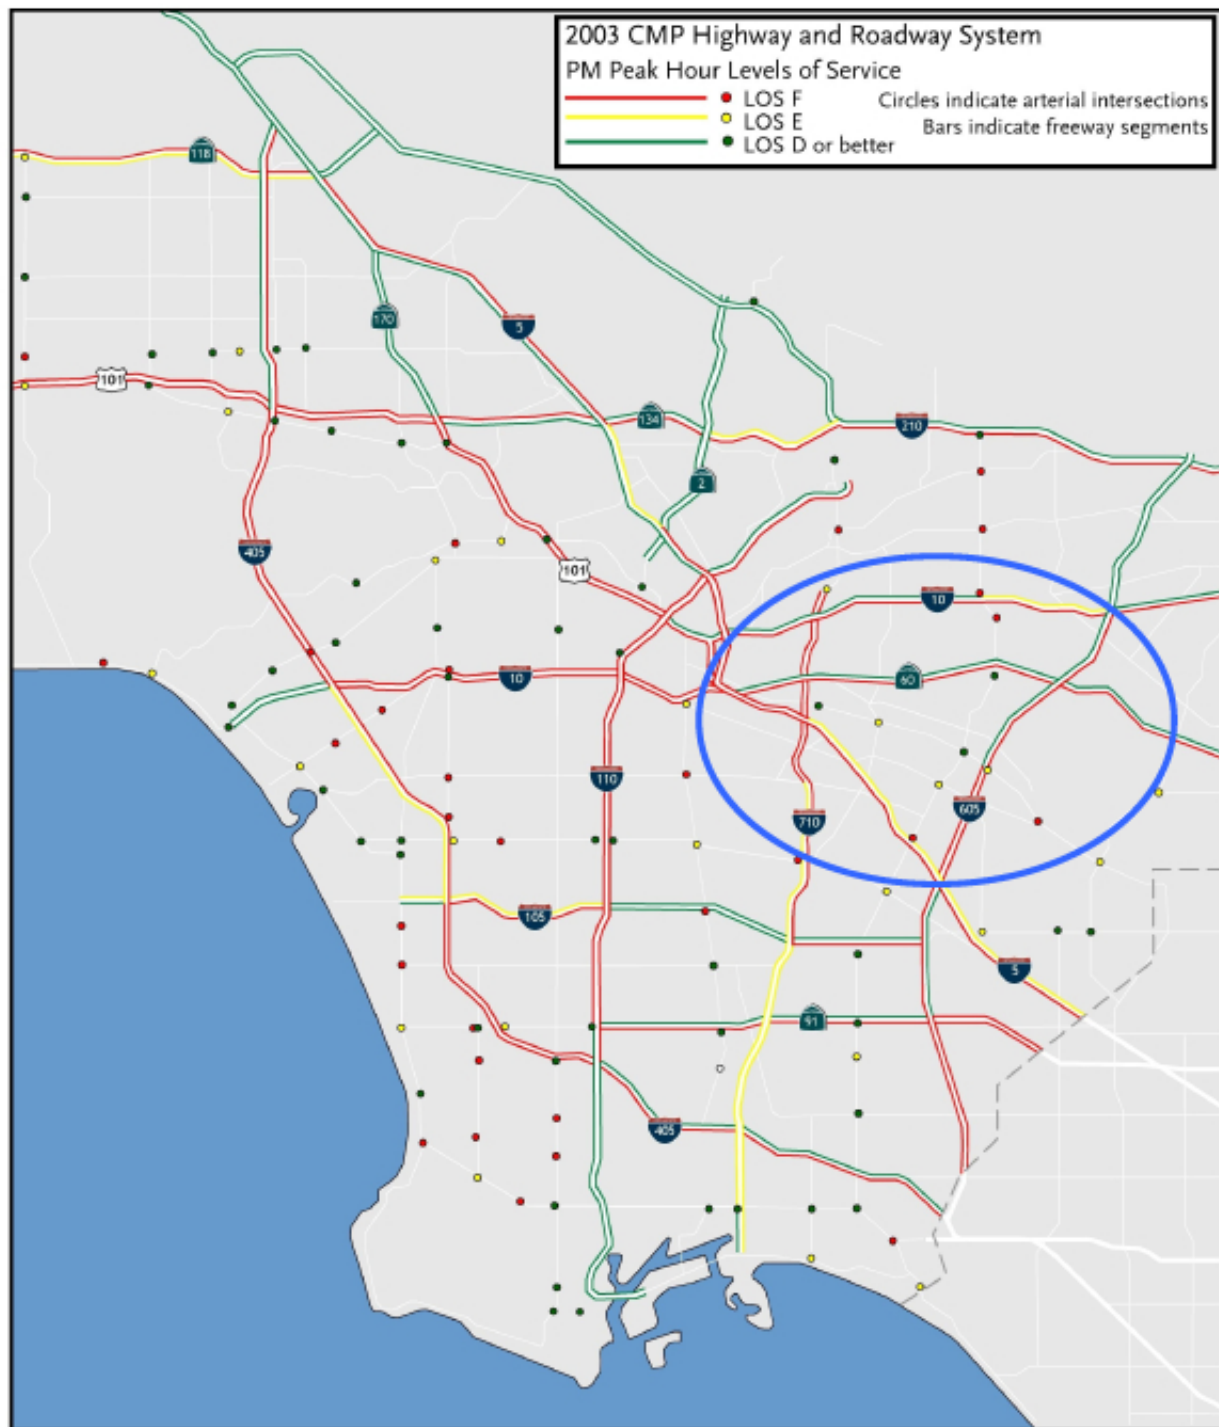 2003 CMP Highway and Roadway System
PM Peak Hour Levels of Service
LOS F
Circles indicate arterial intersections
LOS E
Bars indicate freeway segments
LOS D or better
118
170
5
101
134
210
2
405
101
10
10
60
110
710
605
105
5
91
405